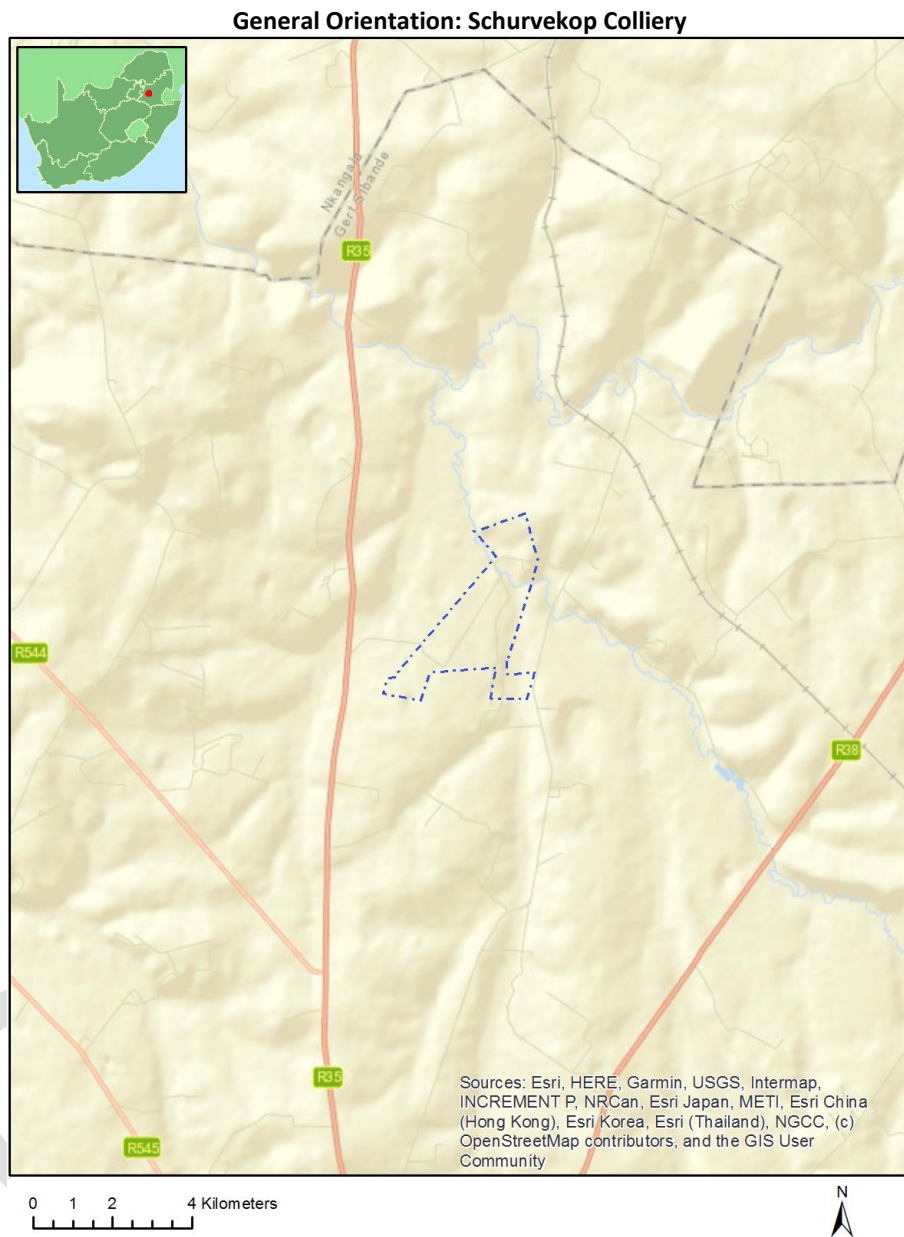 General Orientation: Schurvekop Colliery
Nkangala
Gert Sibande
R35
R544
R38
R35
R545
Sources: Esri, HERE, Garmin, USGS, Intermap,
INCREMENT P, NRCan, Esri Japan, METI, Esri China
(Hong Kong), Esri Korea, Esri (Thailand), NGCC, (c)
OpenStreetMap contributors, and the GIS User
Community
0 1 2 4 Kilometers
N